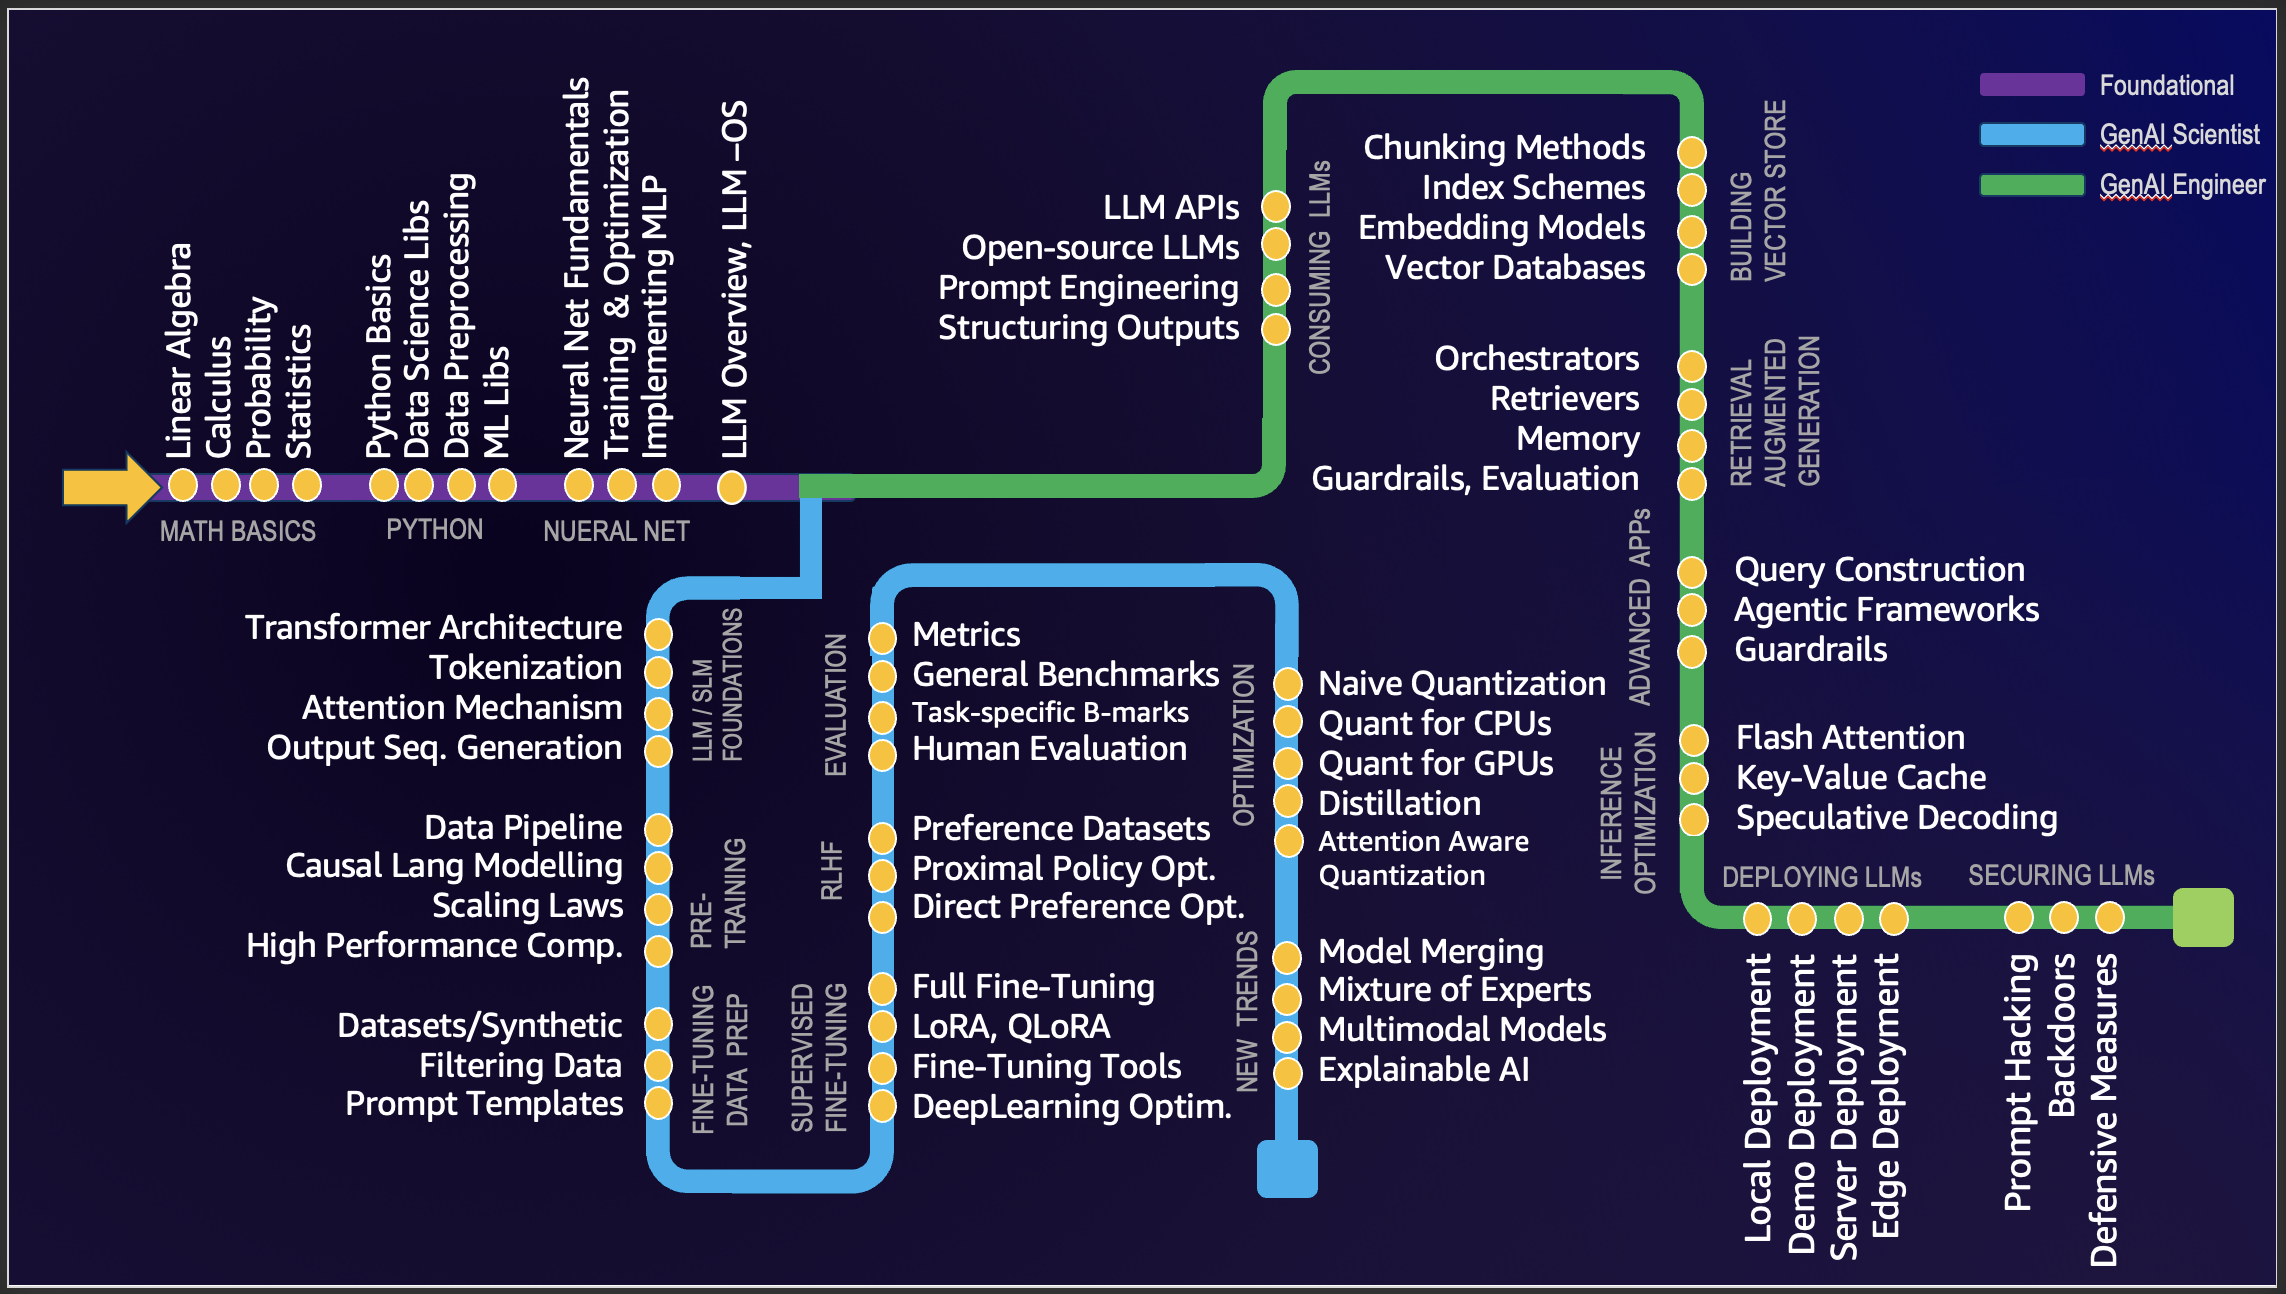 Foundational
GenAI Scientist
GenAI Engineer
Linear Algebra
Calculus
Probability
Statistics
MATH BASICS
Python Basics
Data Science Libs
Data Preprocessing
ML Libs
PYTHON
Neural Net Fundamentals
Training & Optimization
Implementing MLP
NUERAL NET
LLM Overview, LLM –OS
LLM APIs
Open-source LLMs
Prompt Engineering
Structuring Outputs
CONSUMING LLMs
Chunking Methods
Index Schemes
Embedding Models
Vector Databases
BUILDING
VECTOR STORE
Orchestrators
Retrievers
Memory
Guardrails, Evaluation
RETRIEVAL
AUGMENTED
GENERATION
ADVANCED APPs
Query Construction
Agentic Frameworks
Guardrails
INFERENCE
OPTIMIZATION
Flash Attention
Key-Value Cache
Speculative Decoding
DEPLOYING LLMs
Local Deployment
Demo Deployment
Server Deployment
Edge Deployment
SECURING LLMs
Prompt Hacking
Backdoors
Defensive Measures
Transformer Architecture
Tokenization
Attention Mechanism
Output Seq. Generation
LLM / SLM
FOUNDATIONS
Data Pipeline
Causal Lang Modelling
Scaling Laws
High Performance Comp.
PRE-
TRAINING
Datasets/Synthetic
Filtering Data
Prompt Templates
FINE-TUNING
DATA PREP
SUPERVISED
FINE-TUNING
Full Fine-Tuning
LoRA, QLoRA
Fine-Tuning Tools
DeepLearning Optim.
RLHF
Preference Datasets
Proximal Policy Opt.
Direct Preference Opt.
EVALUATION
Metrics
General Benchmarks
Task-specific B-marks
Human Evaluation
OPTIMIZATION
Naive Quantization
Quant for CPUs
Quant for GPUs
Distillation
Attention Aware
Quantization
NEW TRENDS
Model Merging
Mixture of Experts
Multimodal Models
Explainable AI